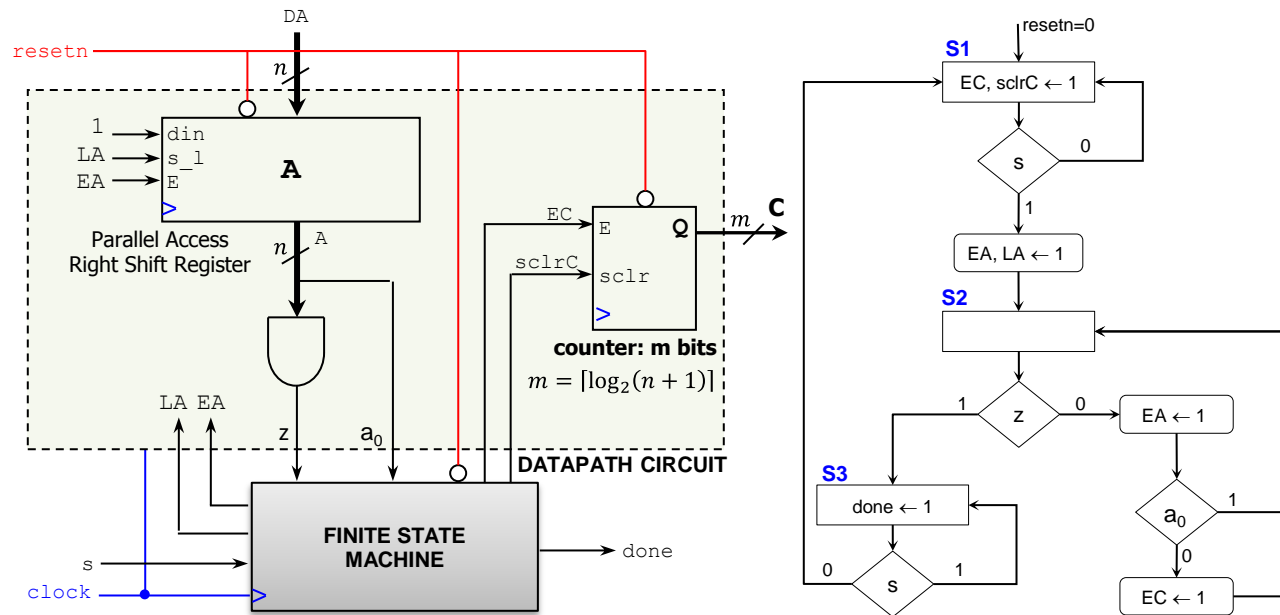 DA
resetn
n
1
din
LA
s_l
EA
E
A
n
A
Parallel Access
Right Shift Register
EC
E
Q
m
C
sclrC
sclr
counter: m bits
m = ⌈log₂(n + 1)⌉
LA EA
z
a₀
DATAPATH CIRCUIT
FINITE STATE
MACHINE
s
clock
done
resetn=0
S1
EC, sclrC ← 1
s
0
1
EA, LA ← 1
S2
1
z
0
EA ← 1
S3
done ← 1
a₀
1
0
0
s
1
EC ← 1